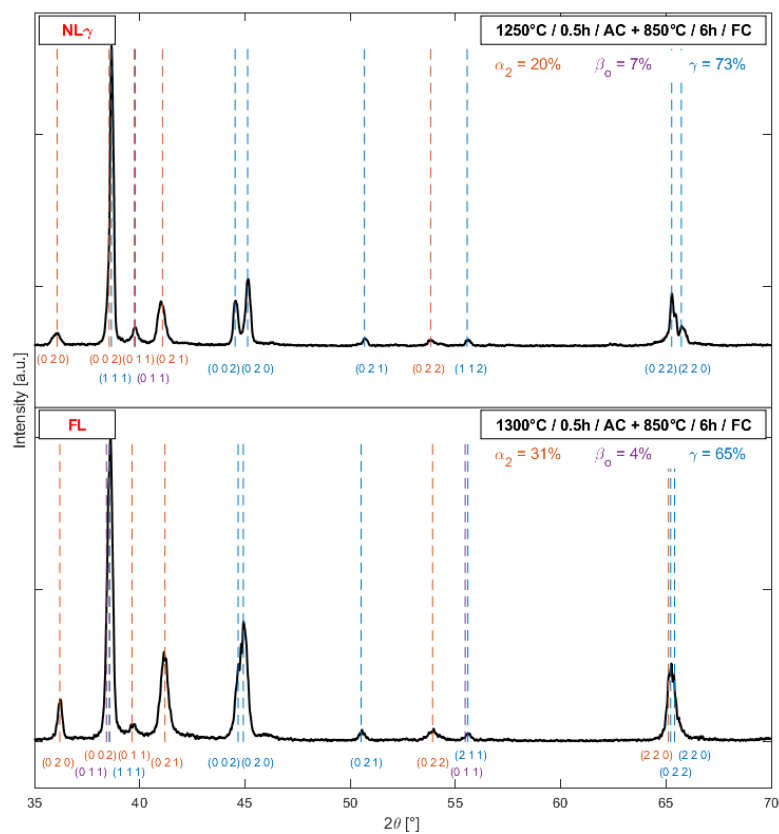 NLγ
1250°C / 0.5h / AC + 850°C / 6h / FC
α₂ = 20% βₒ = 7% γ = 73%
(0 2 0) (0 0 2) (0 1 1) (0 2 1) (0 0 2) (0 2 0) (0 2 1) (0 2 2) (1 1 2) (0 2 2) (2 2 0)
(1 1 1) (0 1 1)
Intensity [a.u.]
FL
1300°C / 0.5h / AC + 850°C / 6h / FC
α₂ = 31% βₒ = 4% γ = 65%
(0 0 2) (0 1 1) (2 1 1) (2 2 0) (2 2 0)
(0 2 0) (0 2 1) (0 0 2) (0 2 0) (0 2 1) (0 2 2)
(0 1 1) (1 1 1) (0 1 1) (0 2 2)
35 40 45 50 55 60 65 70
2θ [°]